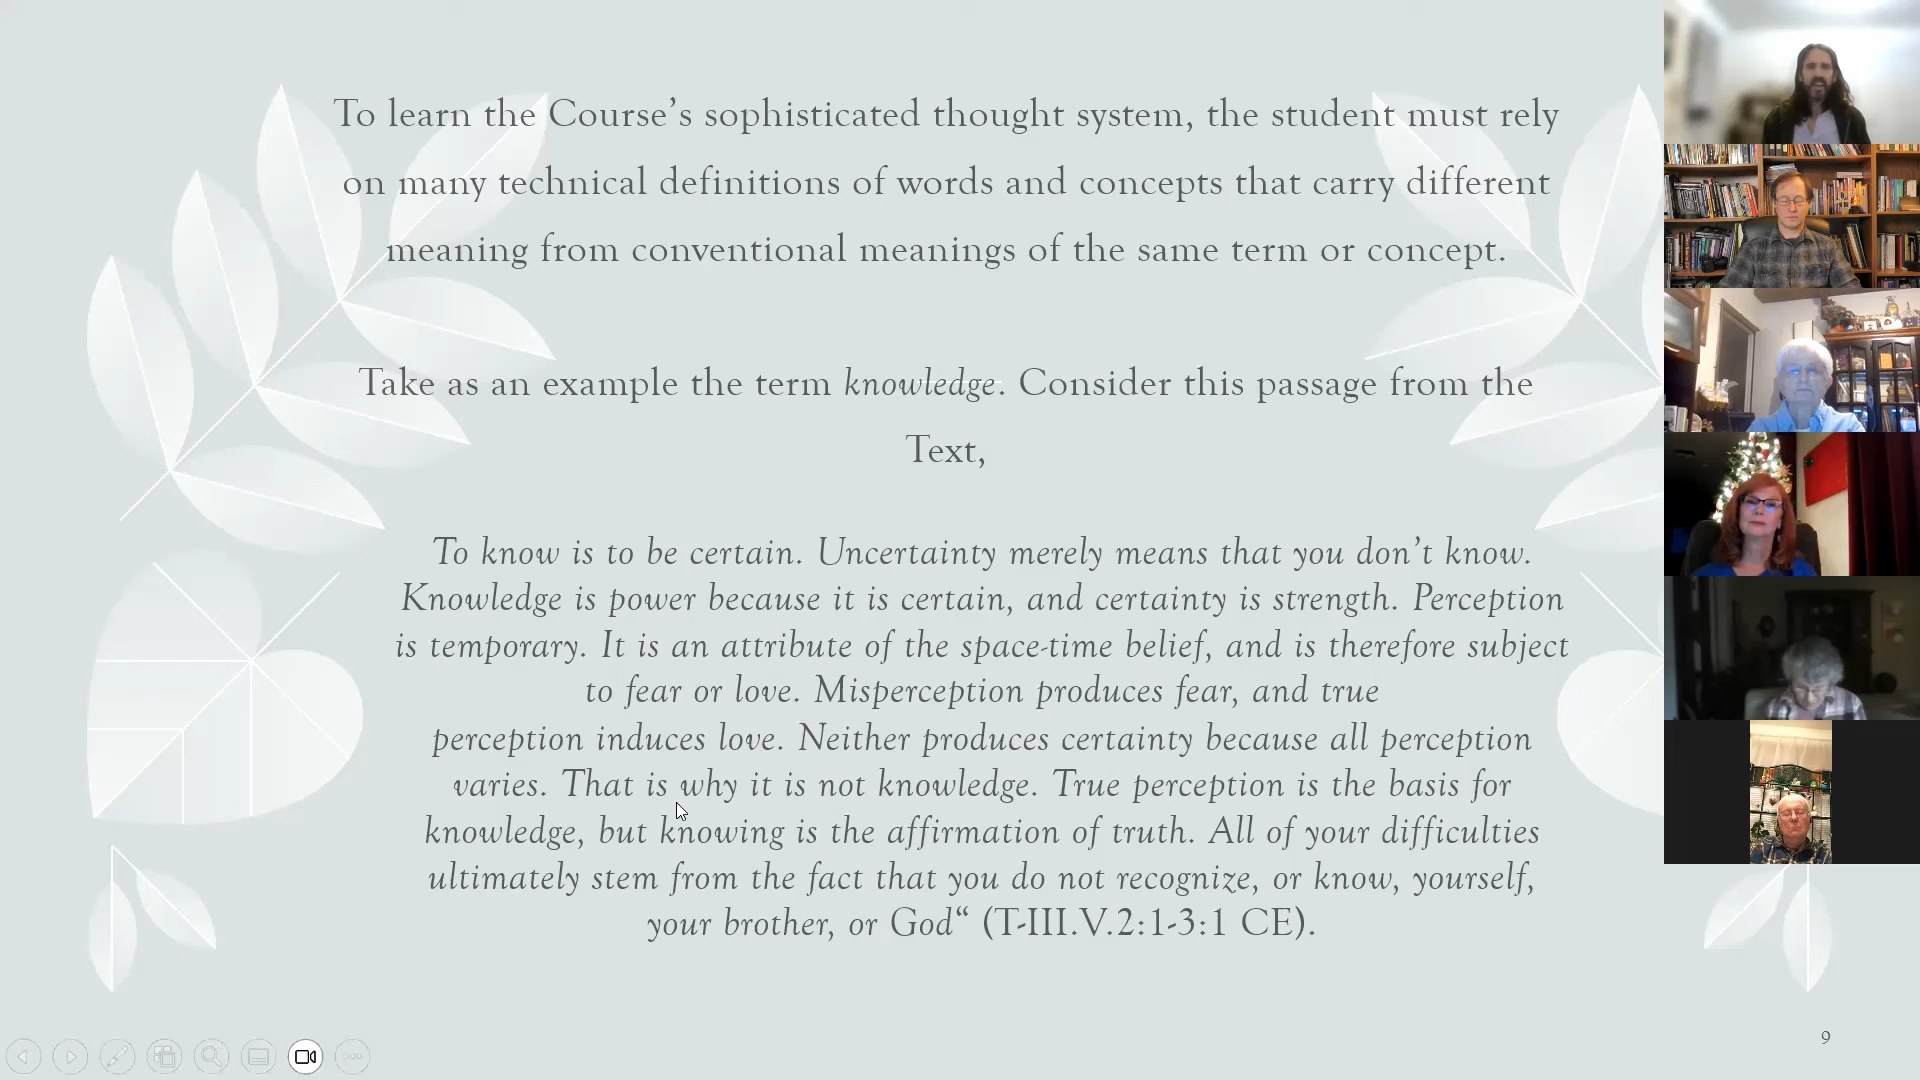 To learn the Course’s sophisticated thought system, the student must rely
on many technical definitions of words and concepts that carry different
meaning from conventional meanings of the same term or concept.
Take as an example the term knowledge. Consider this passage from the
Text,
To know is to be certain. Uncertainty merely means that you don’t know.
Knowledge is power because it is certain, and certainty is strength. Perception
is temporary. It is an attribute of the space-time belief, and is therefore subject
to fear or love. Misperception produces fear, and true
perception induces love. Neither produces certainty because all perception
varies. That is why it is not knowledge. True perception is the basis for
knowledge, but knowing is the affirmation of truth. All of your difficulties
ultimately stem from the fact that you do not recognize, or know, yourself,
your brother, or God“ (T-III.V.2:1-3:1 CE).
9